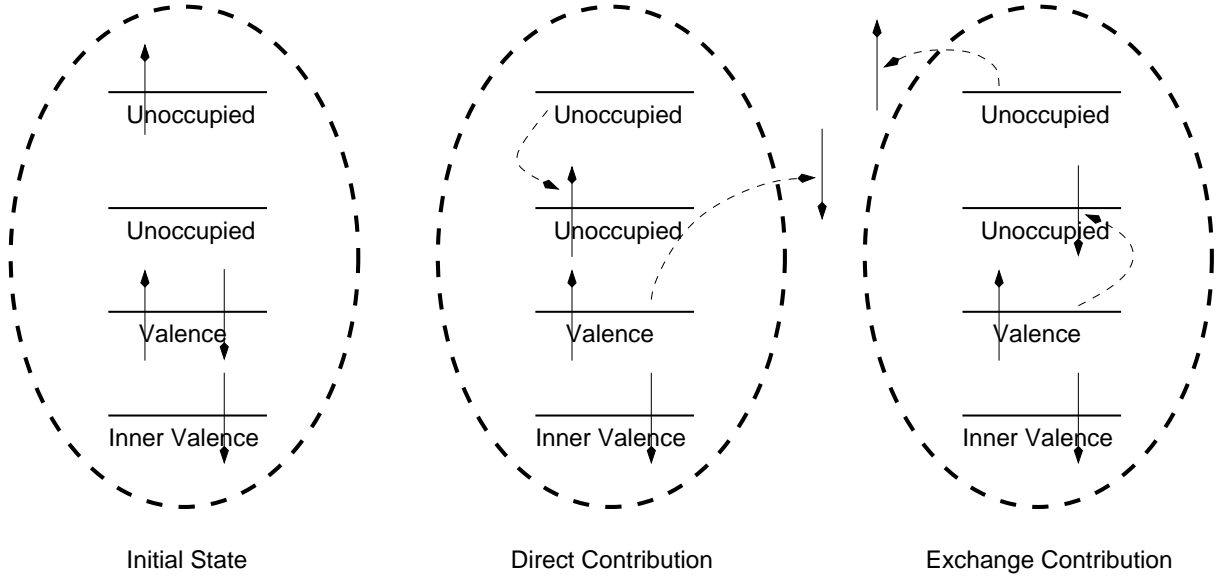 Unoccupied
Unoccupied
Valence
Inner Valence
Initial State
Unoccupied
Unoccupied
Valence
Inner Valence
Direct Contribution
Unoccupied
Unoccupied
Valence
Inner Valence
Exchange Contribution